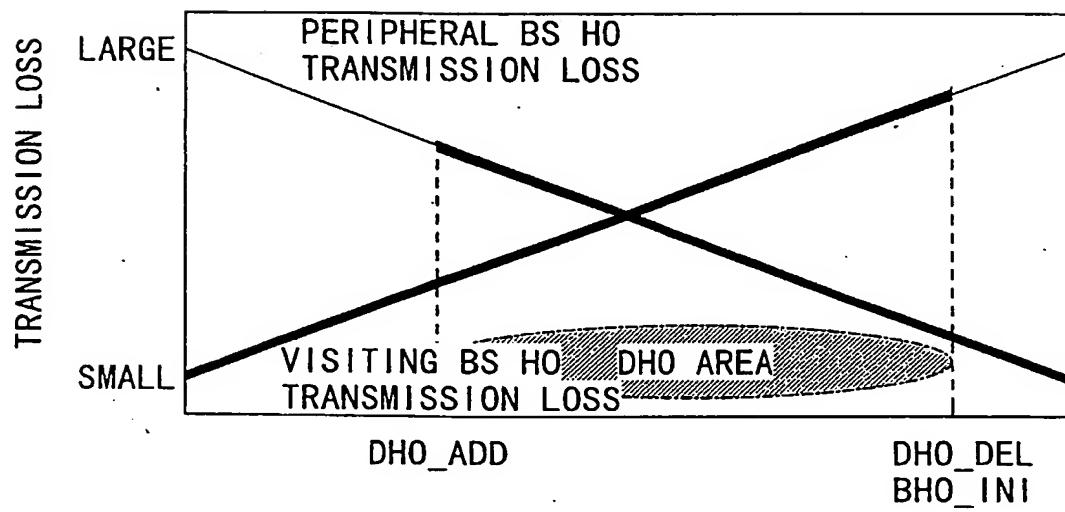 TRANSMISSION LOSS
LARGE
SMALL
PERIPHERAL BS HO
TRANSMISSION LOSS
VISITING BS HO
TRANSMISSION LOSS
DHO AREA
DHO_ADD
DHO_DEL
BHO_INI